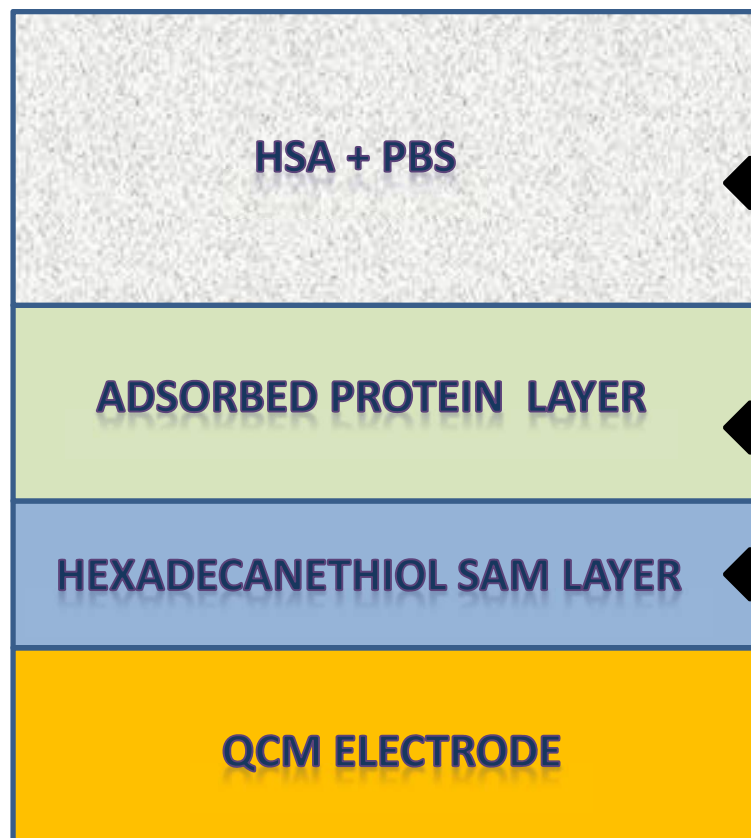 HSA + PBS
ADSORBED PROTEIN LAYER
HEXADECANETHIOL SAM LAYER
QCM ELECTRODE